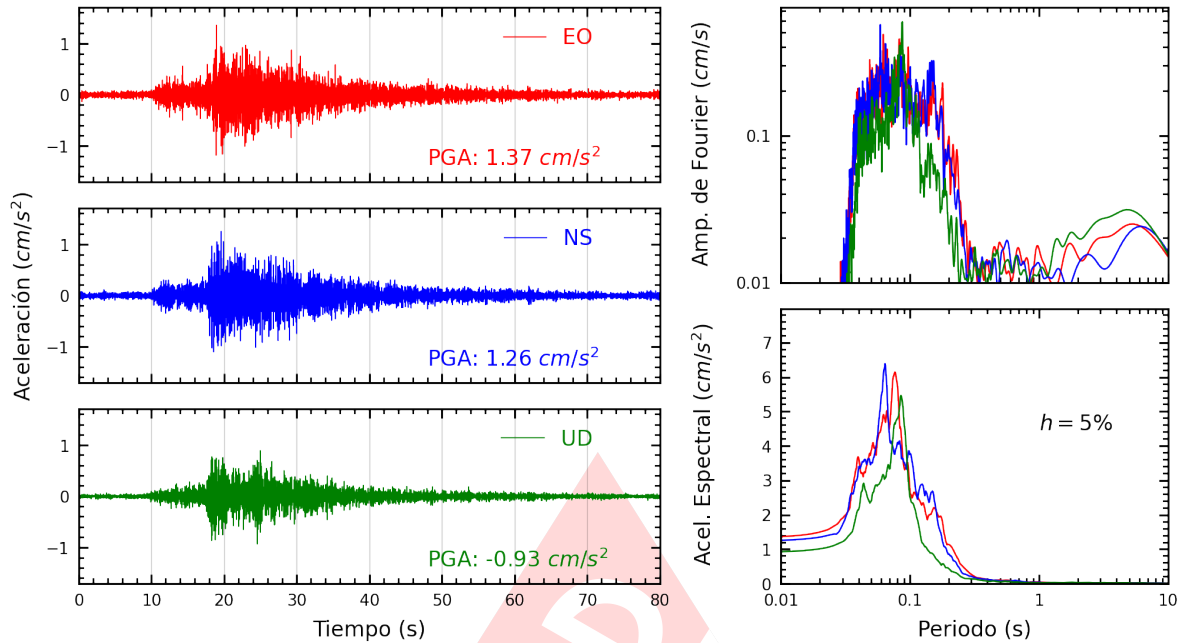 Aceleración (cm/s²)
1
0
−1
EO
PGA: 1.37 cm/s²
1
0
−1
NS
PGA: 1.26 cm/s²
1
0
−1
UD
PGA: -0.93 cm/s²
0 10 20 30 40 50 60 70 80
Tiempo (s)
Amp. de Fourier (cm/s)
0.1
0.01
Acel. Espectral (cm/s²)
7
6
5
4
3
2
1
0
h = 5%
0.01 0.1 1 10
Periodo (s)